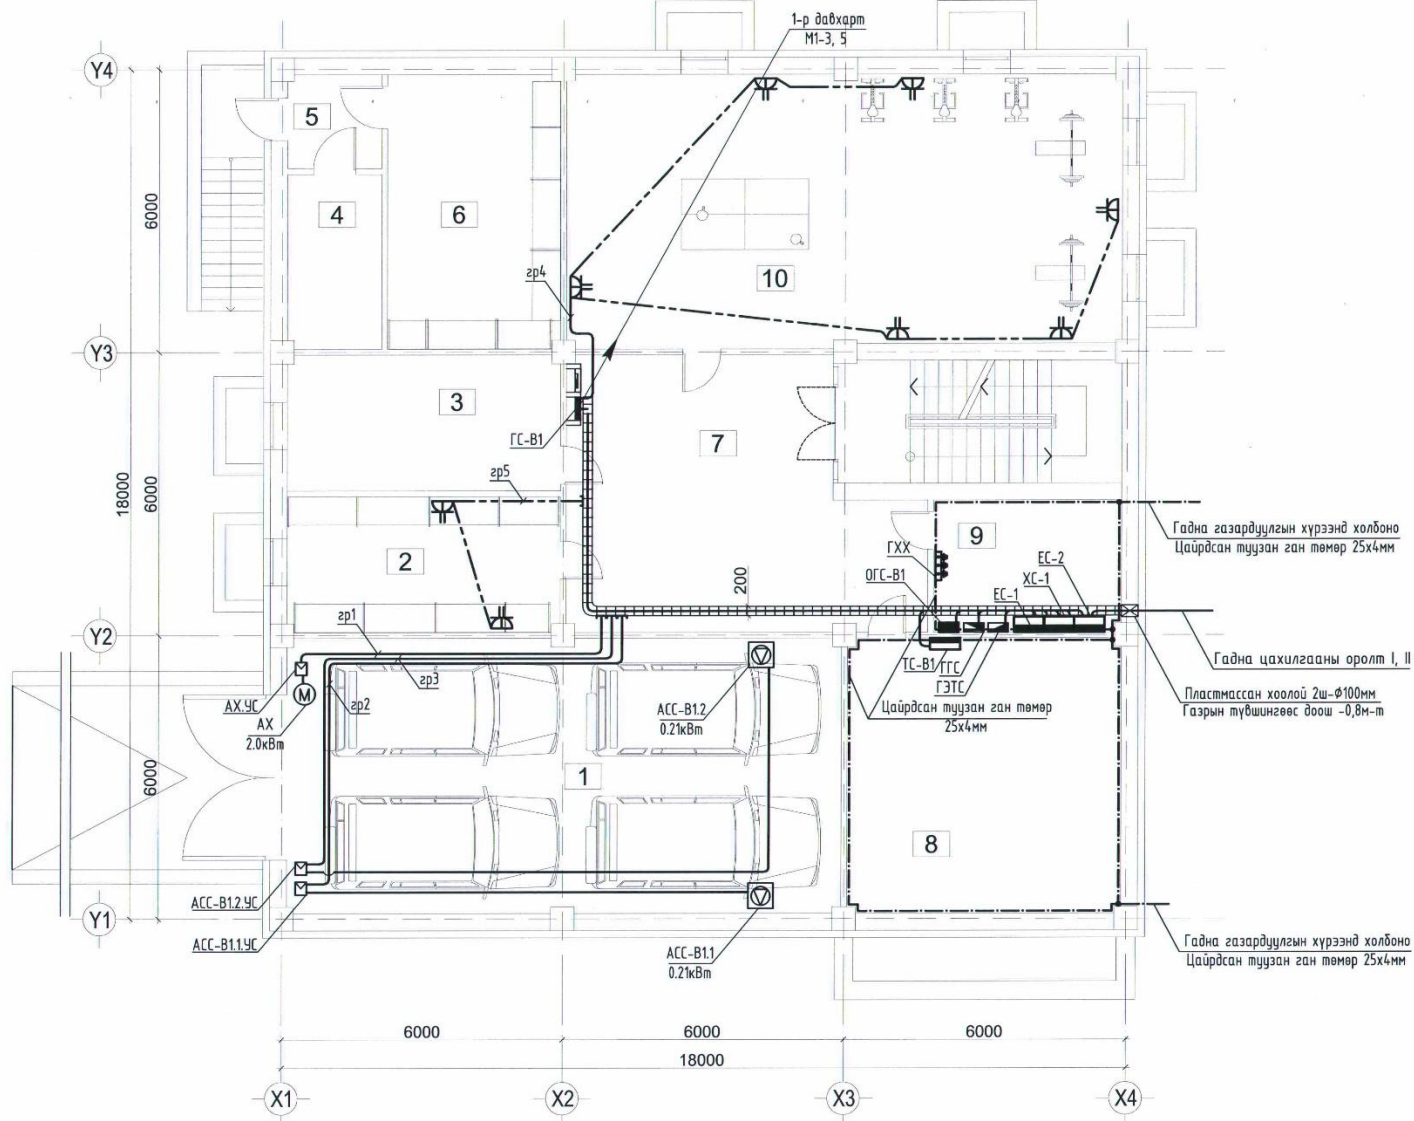 1-р давхарт
М1-3, 5
Y4
5
6000
4
6
10
гр4
Y3
3
7
ГС-В1
18000
6000
гр5
2
9
Гадна газардуулгын хүрээнд холбоно
Цайрдсан туузан ган төмөр 25х4мм
ГХХ
ОГС-В1
ЕС-2
ХС-1
ЕС-1
200
гр1
Y2
ТС-В1
ГГС
ГЭТС
Гадна цахилгааны оролт I, II
гр3
АХ.УС
М
гр2
АХ
2.0кВт
АСС-В1.2
0.21кВт
Цайрдсан туузан ган төмөр
25х4мм
Пластмассан хоолой 2ш-Ф100мм
Газрын түвшингөөс доош -0,8м-т
1
6000
8
АСС-В1.2.УС
Y1
АСС-В1.1.УС
АСС-В1.1
0.21кВт
Гадна газардуулгын хүрээнд холбоно
Цайрдсан туузан ган төмөр 25х4мм
6000
6000
6000
18000
X1
X2
X3
X4